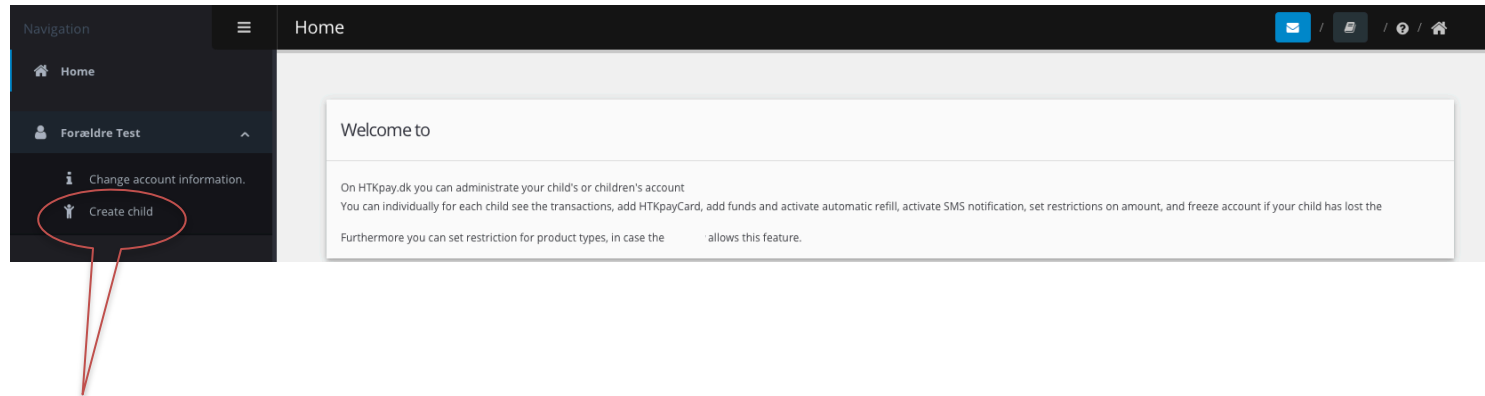 Navigation
Home
/ / /
Home
Forældre Test
Change account information.
Create child
Welcome to
On HTKpay.dk you can administrate your child's or children's account
You can individually for each child see the transactions, add HTKpayCard, add funds and activate automatic refill, activate SMS notification, set restrictions on amount, and freeze account if your child has lost the
Furthermore you can set restriction for product types, in case the allows this feature.